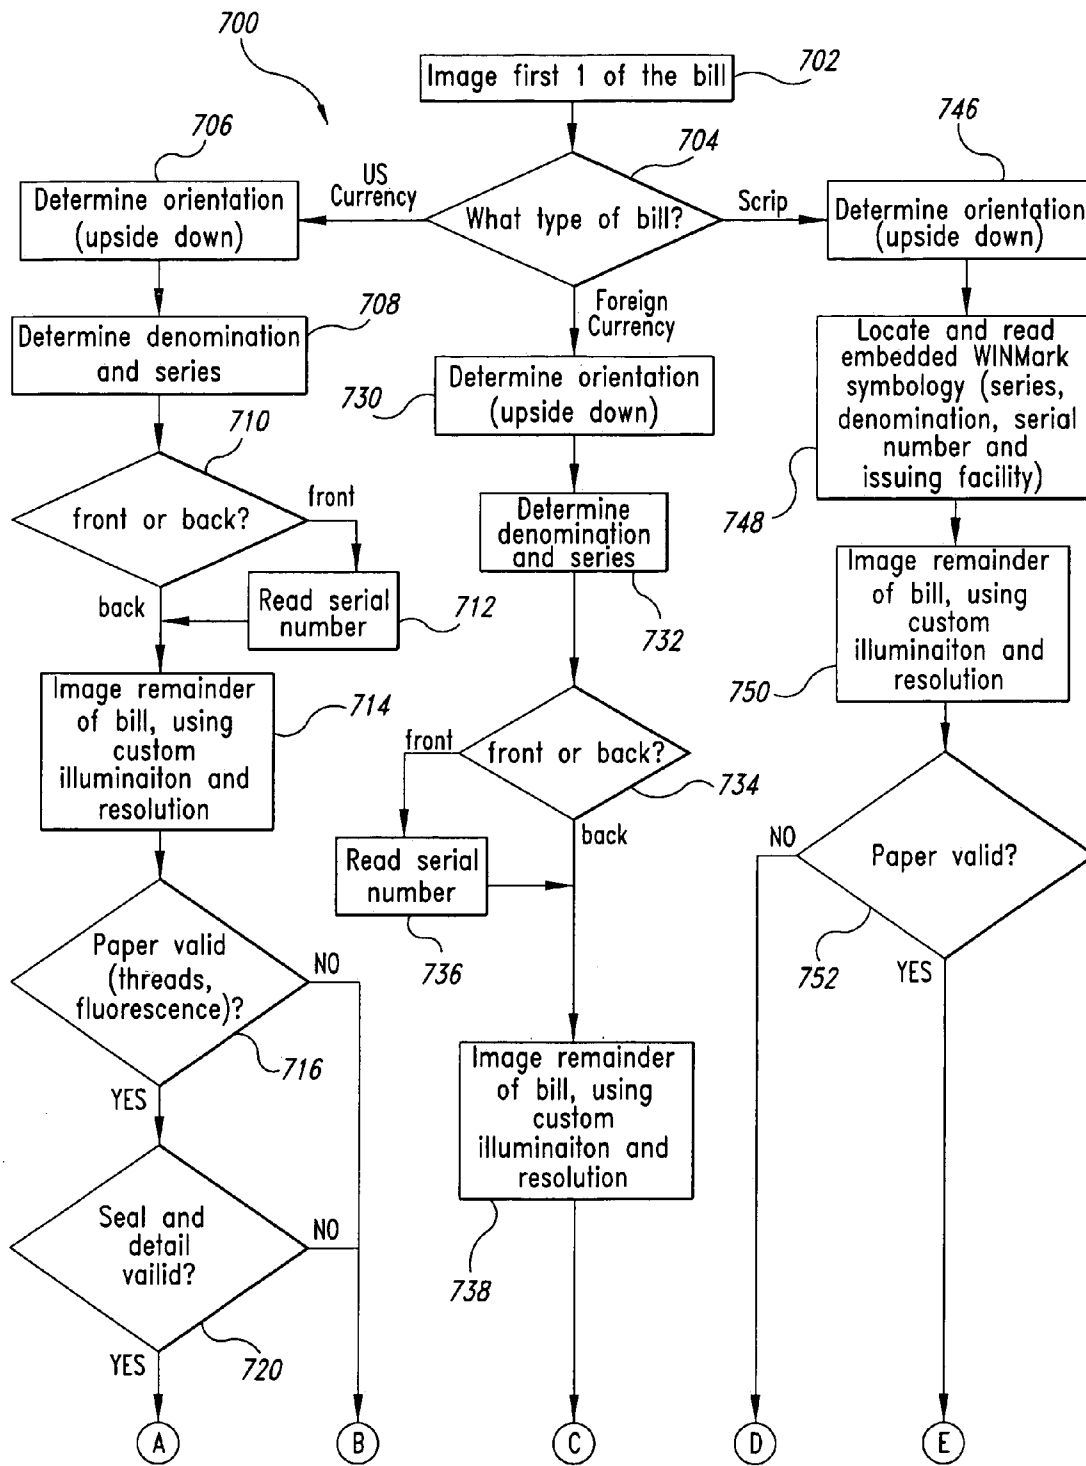 700
Image first 1 of the bill
702
706
704
746
US
Currency
Determine orientation
(upside down)
What type of bill?
Scrip
Determine orientation
(upside down)
708
Foreign
Currency
Determine denomination
and series
Locate and read
embedded WINMark
symbology (series,
denomination, serial
number and
issuing facility)
730
Determine orientation
(upside down)
710
748
front or back?
front
Determine
denomination
and series
back
Read serial
number
712
732
Image remainder
of bill, using
custom
illuminaiton and
resolution
750
Image remainder
of bill, using
custom
illuminaiton and
resolution
714
front
front or back?
734
back
NO
Paper valid?
Read serial
number
736
752
YES
Paper valid
(threads,
fluorescence)?
NO
716
YES
Image remainder
of bill, using
custom
illuminaiton and
resolution
738
Seal and
detail
vailid?
NO
720
YES
A
B
C
D
E